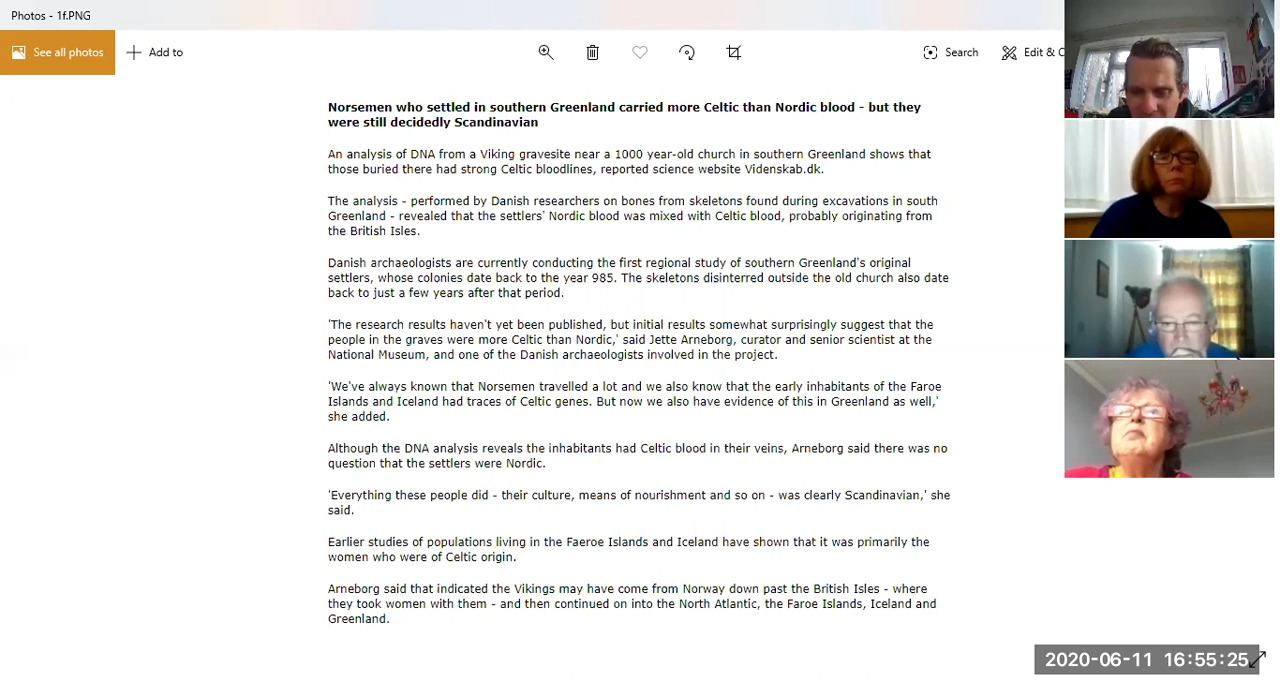 Photos - 1f.PNG
See all photos
Add to
Search
Edit & C
Norsemen who settled in southern Greenland carried more Celtic than Nordic blood - but they
were still decidedly Scandinavian
An analysis of DNA from a Viking gravesite near a 1000 year-old church in southern Greenland shows that
those buried there had strong Celtic bloodlines, reported science website Videnskab.dk.
The analysis - performed by Danish researchers on bones from skeletons found during excavations in south
Greenland - revealed that the settlers' Nordic blood was mixed with Celtic blood, probably originating from
the British Isles.
Danish archaeologists are currently conducting the first regional study of southern Greenland's original
settlers, whose colonies date back to the year 985. The skeletons disinterred outside the old church also date
back to just a few years after that period.
'The research results haven't yet been published, but initial results somewhat surprisingly suggest that the
people in the graves were more Celtic than Nordic,' said Jette Arneborg, curator and senior scientist at the
National Museum, and one of the Danish archaeologists involved in the project.
'We've always known that Norsemen travelled a lot and we also know that the early inhabitants of the Faroe
Islands and Iceland had traces of Celtic genes. But now we also have evidence of this in Greenland as well,'
she added.
Although the DNA analysis reveals the inhabitants had Celtic blood in their veins, Arneborg said there was no
question that the settlers were Nordic.
'Everything these people did - their culture, means of nourishment and so on - was clearly Scandinavian,' she
said.
Earlier studies of populations living in the Faeroe Islands and Iceland have shown that it was primarily the
women who were of Celtic origin.
Arneborg said that indicated the Vikings may have come from Norway down past the British Isles - where
they took women with them - and then continued on into the North Atlantic, the Faroe Islands, Iceland and
Greenland.
2020-06-11 16:55:25